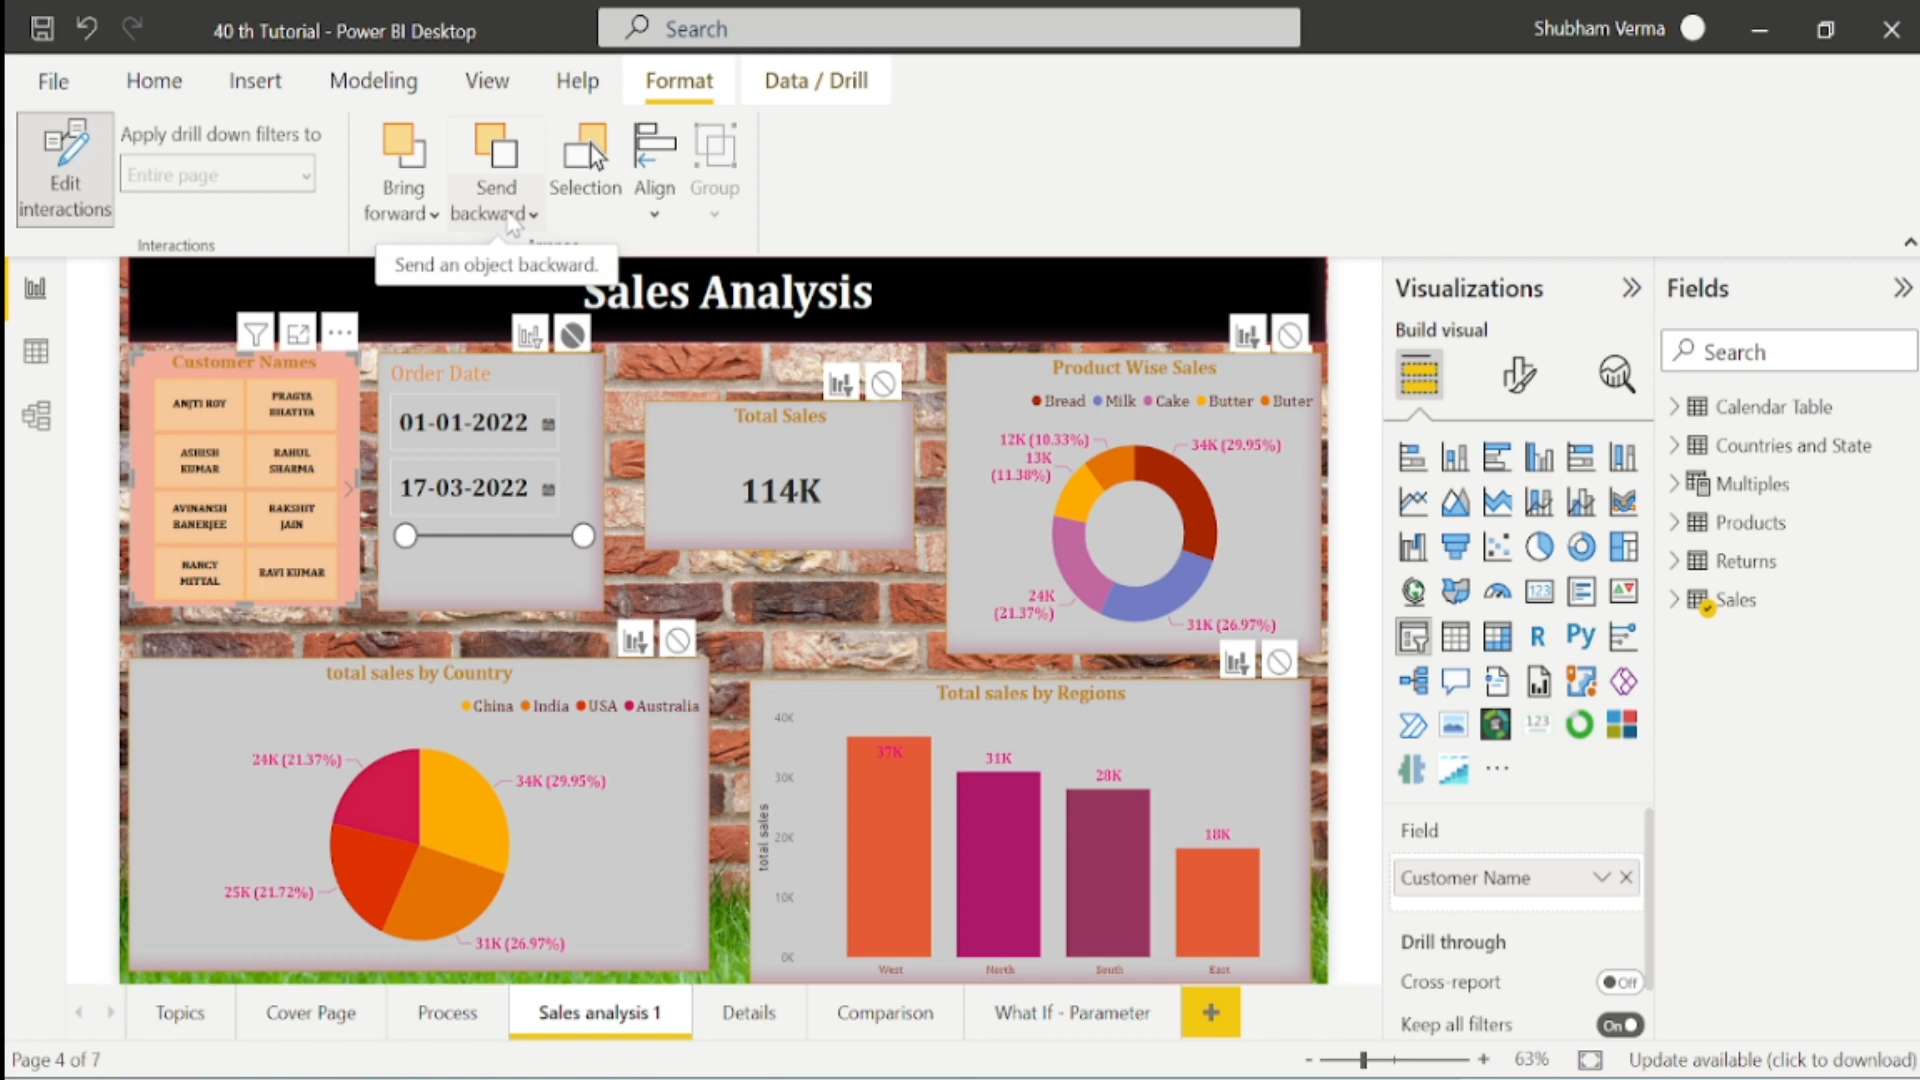 40 th Tutorial - Power BI Desktop
Search
Shubham Verma
File
Home
Insert
Modeling
View
Help
Format
Data / Drill
Edit
interactions
Apply drill down filters to
Entire page
Interactions
Bring
forward
Send
backward
Selection
Align
Group
Send an object backward.
Sales Analysis
Customer Names
ANJTI ROY
PRAGYA
BHATIYA
ASHISH
KUMAR
RAHUL
SHARMA
AVINANSH
BANERJEE
RAKSHIT
JAIN
NANCY
MITTAL
RAVI KUMAR
Order Date
01-01-2022
17-03-2022
Total Sales
114K
Product Wise Sales
Bread Milk Cake Butter Buter
12K (10.33%)
13K
(11.38%)
34K (29.95%)
24K
(21.37%)
31K (26.97%)
total sales by Country
China India USA Australia
24K (21.37%)
34K (29.95%)
25K (21.72%)
31K (26.97%)
Total sales by Regions
total sales
40K
30K
20K
10K
0K
37K
31K
28K
18K
West
North
South
East
Visualizations
Build visual
123
R
Py
123
Field
Customer Name
Drill through
Cross-report
Off
Keep all filters
On
Fields
Search
Calendar Table
Countries and State
Multiples
Products
Returns
Sales
Topics
Cover Page
Process
Sales analysis 1
Details
Comparison
What If - Parameter
+
Page 4 of 7
- + 63%
Update available (click to download)